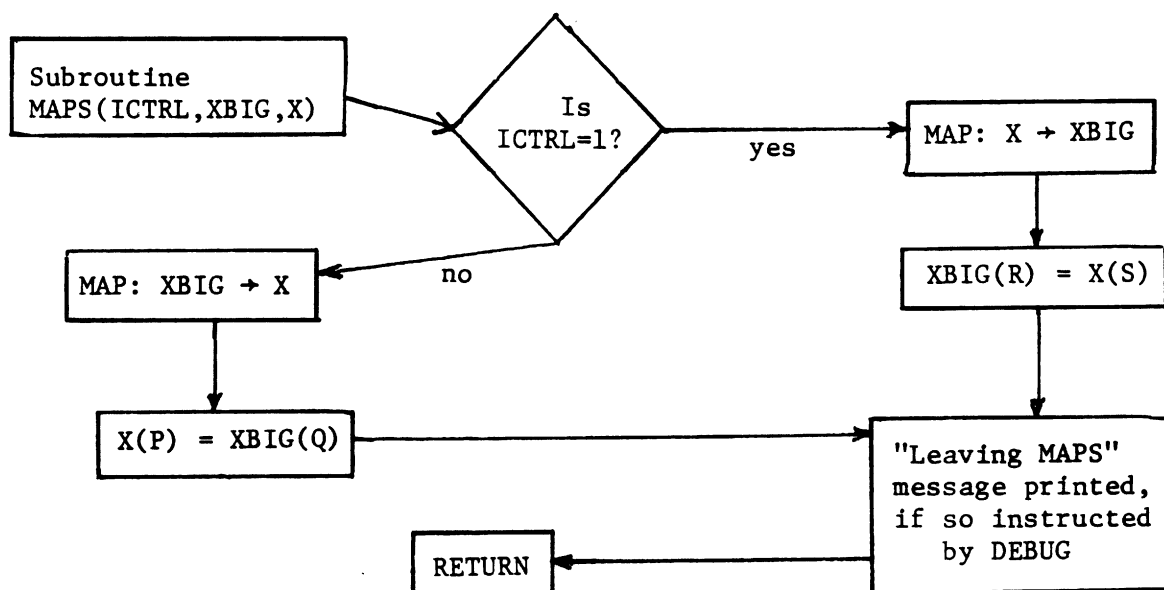 Subroutine
MAPS(ICTRL,XBIG,X)
Is
ICTRL=1?
yes
MAP: X → XBIG
no
MAP: XBIG → X
XBIG(R) = X(S)
X(P) = XBIG(Q)
"Leaving MAPS"
message printed,
if so instructed
by DEBUG
RETURN